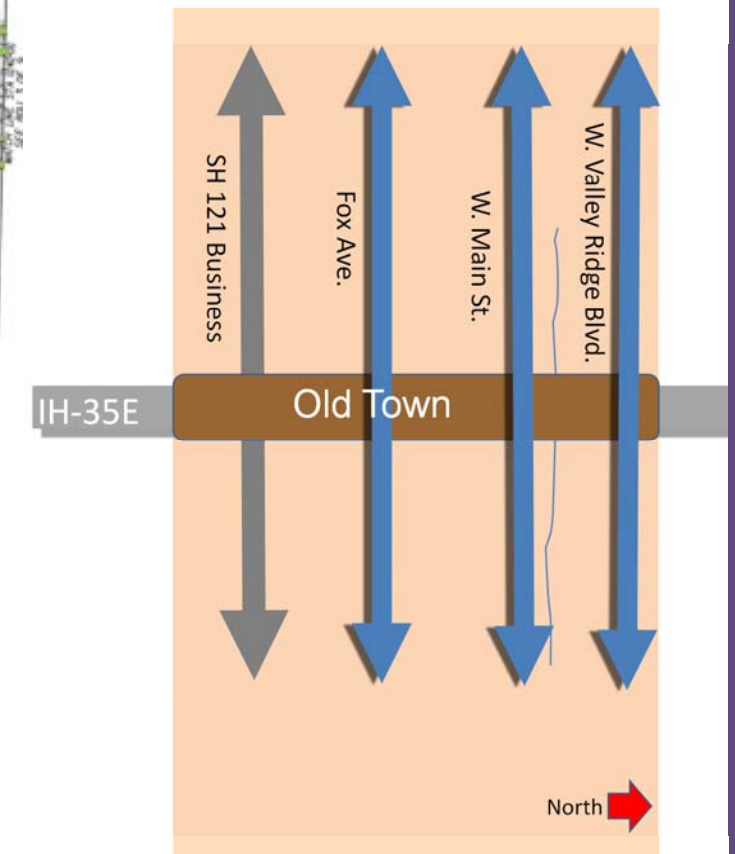 SH 121 Business
Fox Ave.
W. Main St.
W. Valley Ridge Blvd.
IH-35E
Old Town
North